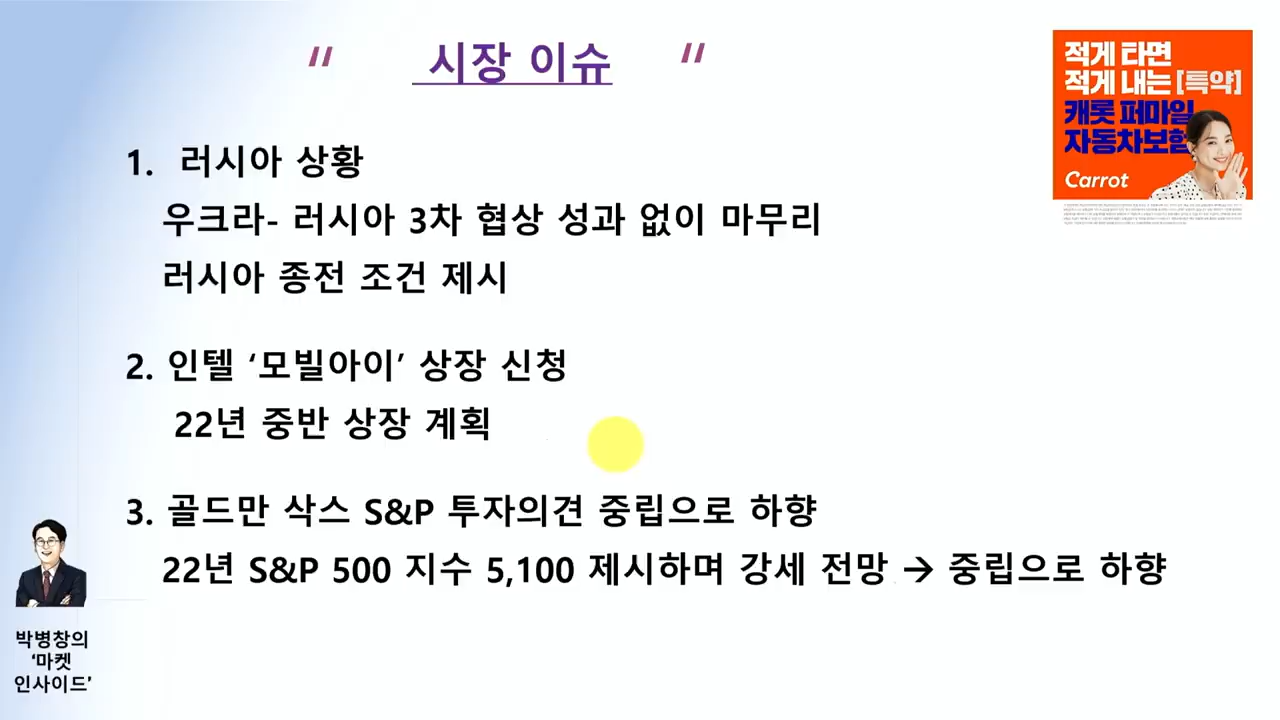 " 시장 이슈 "
1. 러시아 상황
우크라- 러시아 3차 협상 성과 없이 마무리
러시아 종전 조건 제시
2. 인텔 ‘모빌아이’ 상장 신청
22년 중반 상장 계획
3. 골드만 삭스 S&P 투자의견 중립으로 하향
22년 S&P 500 지수 5,100 제시하며 강세 전망 → 중립으로 하향
적게 타면
적게 내는 [특약]
캐롯 퍼마일
자동차보험
Carrot
박병창의
‘마켓
인사이드’